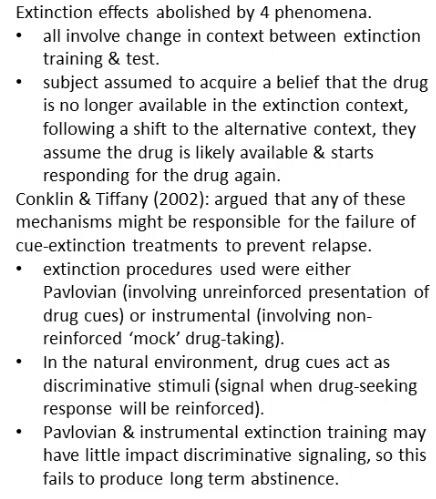 Extinction effects abolished by 4 phenomena.
• all involve change in context between extinction
training & test.
• subject assumed to acquire a belief that the drug
is no longer available in the extinction context,
following a shift to the alternative context, they
assume the drug is likely available & starts
responding for the drug again.
Conklin & Tiffany (2002): argued that any of these
mechanisms might be responsible for the failure of
cue-extinction treatments to prevent relapse.
• extinction procedures used were either
Pavlovian (involving unreinforced presentation of
drug cues) or instrumental (involving non-
reinforced ‘mock’ drug-taking).
• In the natural environment, drug cues act as
discriminative stimuli (signal when drug-seeking
response will be reinforced).
• Pavlovian & instrumental extinction training may
have little impact discriminative signaling, so this
fails to produce long term abstinence.